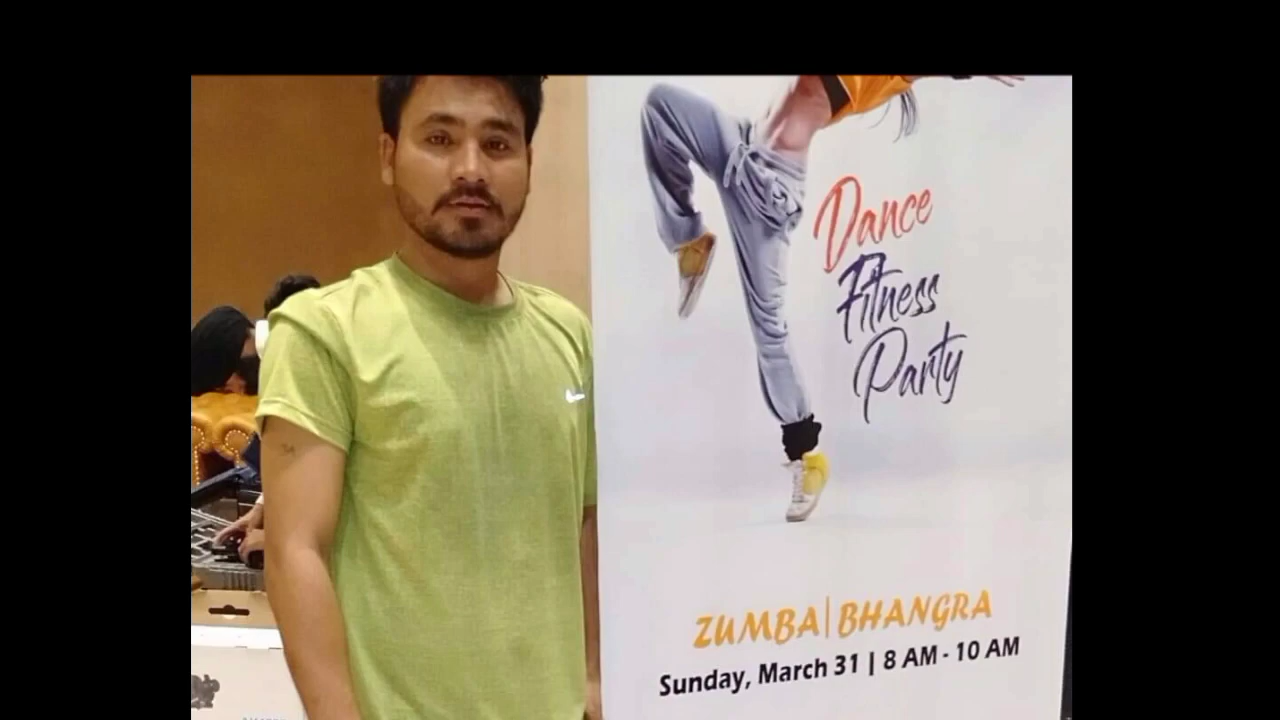 Dance
Fitness
Party
ZUMBA | BHANGRA
Sunday, March 31 | 8 AM - 10 AM